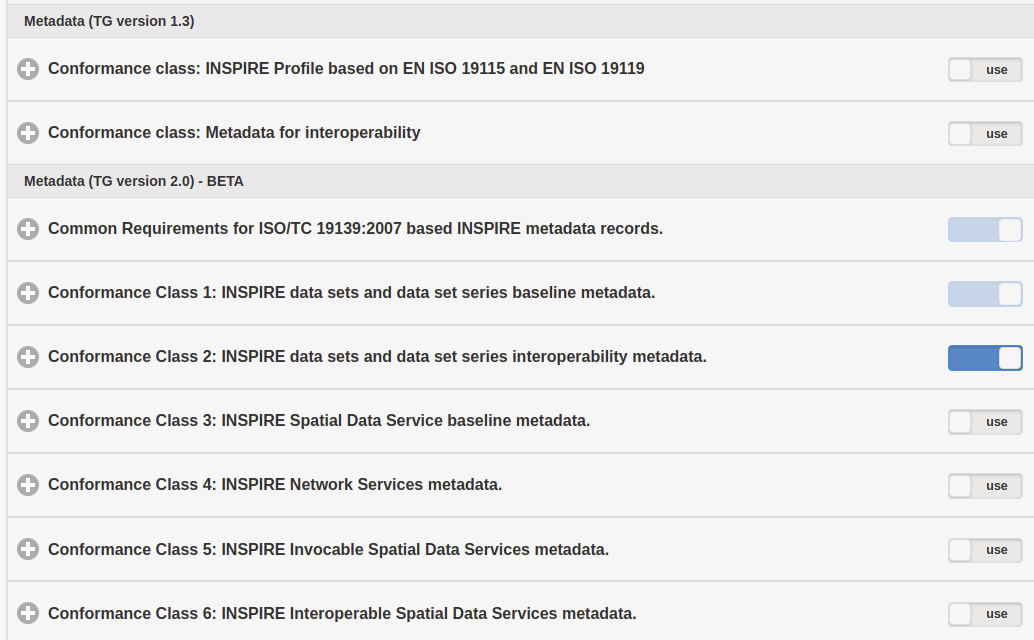 Metadata (TG version 1.3)
Conformance class: INSPIRE Profile based on EN ISO 19115 and EN ISO 19119
use
Conformance class: Metadata for interoperability
use
Metadata (TG version 2.0) - BETA
Common Requirements for ISO/TC 19139:2007 based INSPIRE metadata records.
Conformance Class 1: INSPIRE data sets and data set series baseline metadata.
Conformance Class 2: INSPIRE data sets and data set series interoperability metadata.
Conformance Class 3: INSPIRE Spatial Data Service baseline metadata.
use
Conformance Class 4: INSPIRE Network Services metadata.
use
Conformance Class 5: INSPIRE Invocable Spatial Data Services metadata.
use
Conformance Class 6: INSPIRE Interoperable Spatial Data Services metadata.
use